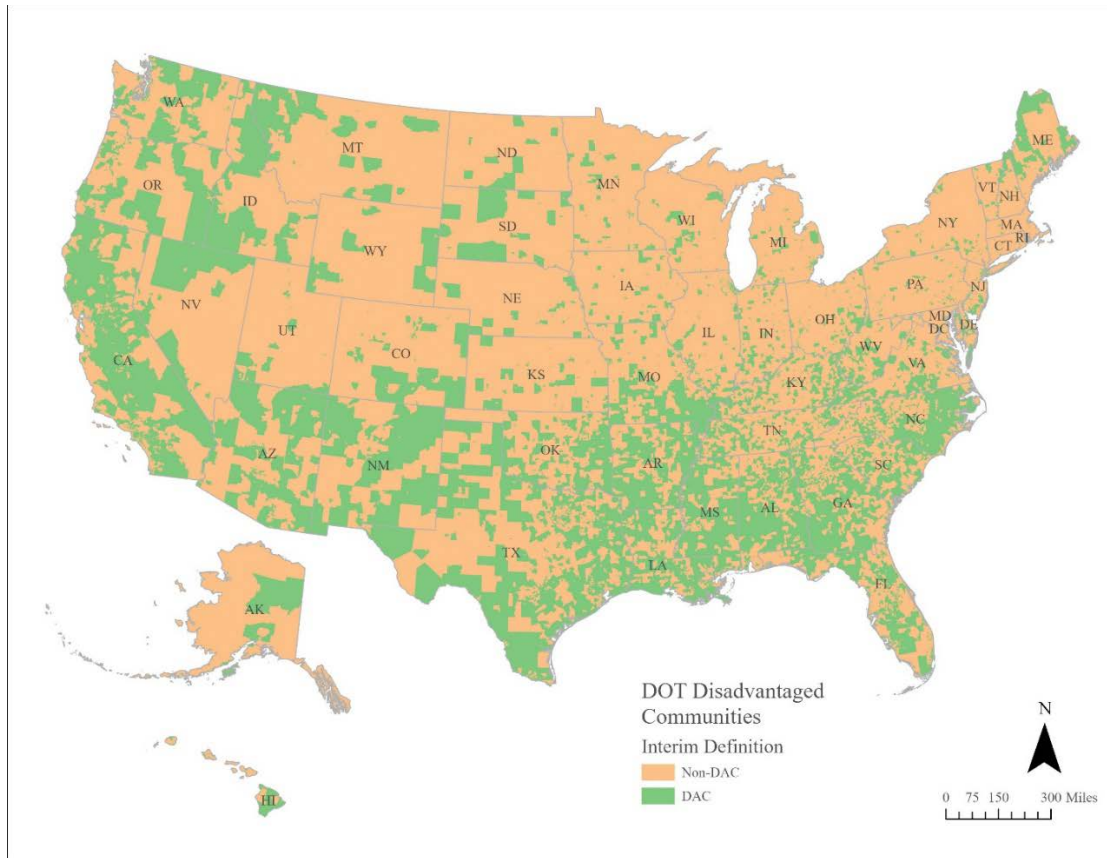 WA
MT
ND
MN
ME
OR
ID
SD
WI
VT
NH
MI
NY
MA
RI
CT
WY
NV
UT
NE
IA
PA
NJ
CO
IL
IN
OH
MD
DC
DE
WV
VA
CA
KS
MO
KY
AZ
NM
OK
AR
TN
NC
SC
MS
AL
GA
TX
LA
FL
AK
HI
DOT Disadvantaged
Communities
Interim Definition
Non-DAC
DAC
N
0 75 150 300 Miles